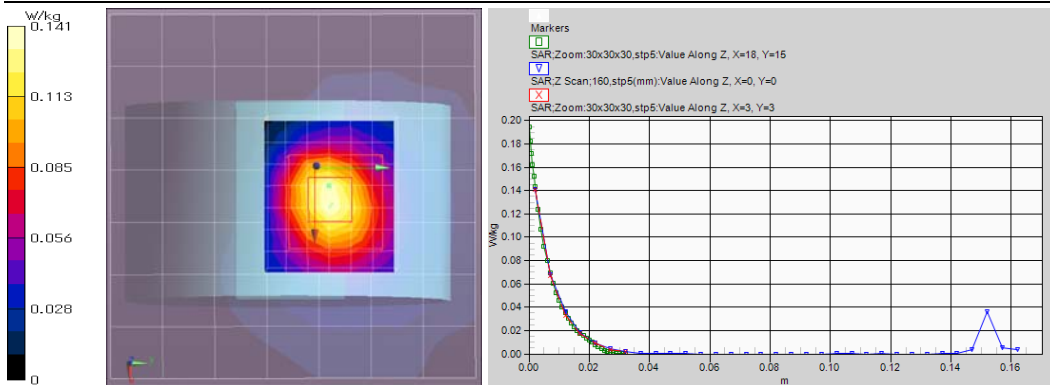 W/kg
0.141
0.113
0.085
0.056
0.028
0
Markers
SAR;Zoom:30x30x30,stp5:Value Along Z, X=18, Y=15
SAR;Z Scan;160,stp5(mm):Value Along Z, X=0, Y=0
SAR;Zoom:30x30x30,stp5:Value Along Z, X=3, Y=3
0.20
0.18
0.16
0.14
0.12
0.10
0.08
0.06
0.04
0.02
0.00
W/kg
0.00 0.02 0.04 0.06 0.08 0.10 0.12 0.14 0.16
m